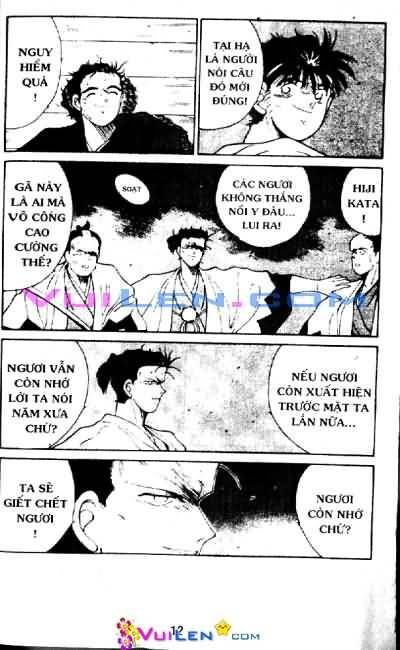 NGUY
HIỂM
QUẢ
!
TẠI HẠ
LÀ NGƯỜI
NÓI CÂU
ĐÓ MỚI
ĐÚNG!
GÃ NÀY
LÀ AI MÀ
VÕ CÔNG
CAO
CƯỜNG
THẾ?
SOẠT
CÁC NGƯƠI
KHÔNG THẮNG
NỔI Y ĐÂU...
LUI RA!
HIJI
KATA
!
VUILEN.COM
NGƯƠI VẪN
CÒN NHỚ
LỜI TA NÓI
NĂM XƯA
CHỨ?
NẾU NGƯƠI
CÒN XUẤT HIỆN
TRƯỚC MẶT TA
LẦN NỮA...
TA SẼ
GIẾT CHẾT
NGƯƠI
!
NGƯƠI
CÒN NHỚ
CHỨ?
12
VUILEN.COM